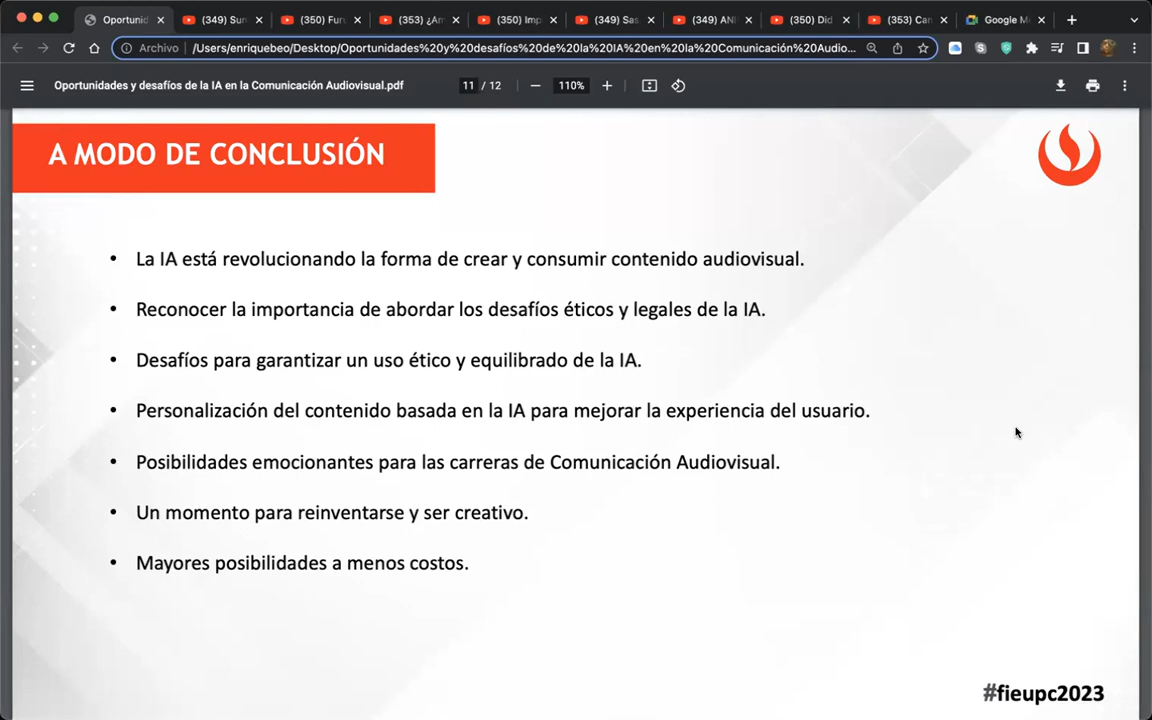 Oportunid
(349) Sur
(350) Fur
(353) ¿Ar
(350) Imp
(349) Sas
(349) AN
(350) Did
(353) Car
Google M
Archivo
/Users/enriquebeo/Desktop/Oportunidades%20y%20desafíos%20de%20la%20IA%20en%20la%20Comunicación%20Audio...
Oportunidades y desafíos de la IA en la Comunicación Audiovisual.pdf
11 / 12
110%
A MODO DE CONCLUSIÓN
• La IA está revolucionando la forma de crear y consumir contenido audiovisual.
• Reconocer la importancia de abordar los desafíos éticos y legales de la IA.
• Desafíos para garantizar un uso ético y equilibrado de la IA.
• Personalización del contenido basada en la IA para mejorar la experiencia del usuario.
• Posibilidades emocionantes para las carreras de Comunicación Audiovisual.
• Un momento para reinventarse y ser creativo.
• Mayores posibilidades a menos costos.
#fieupc2023